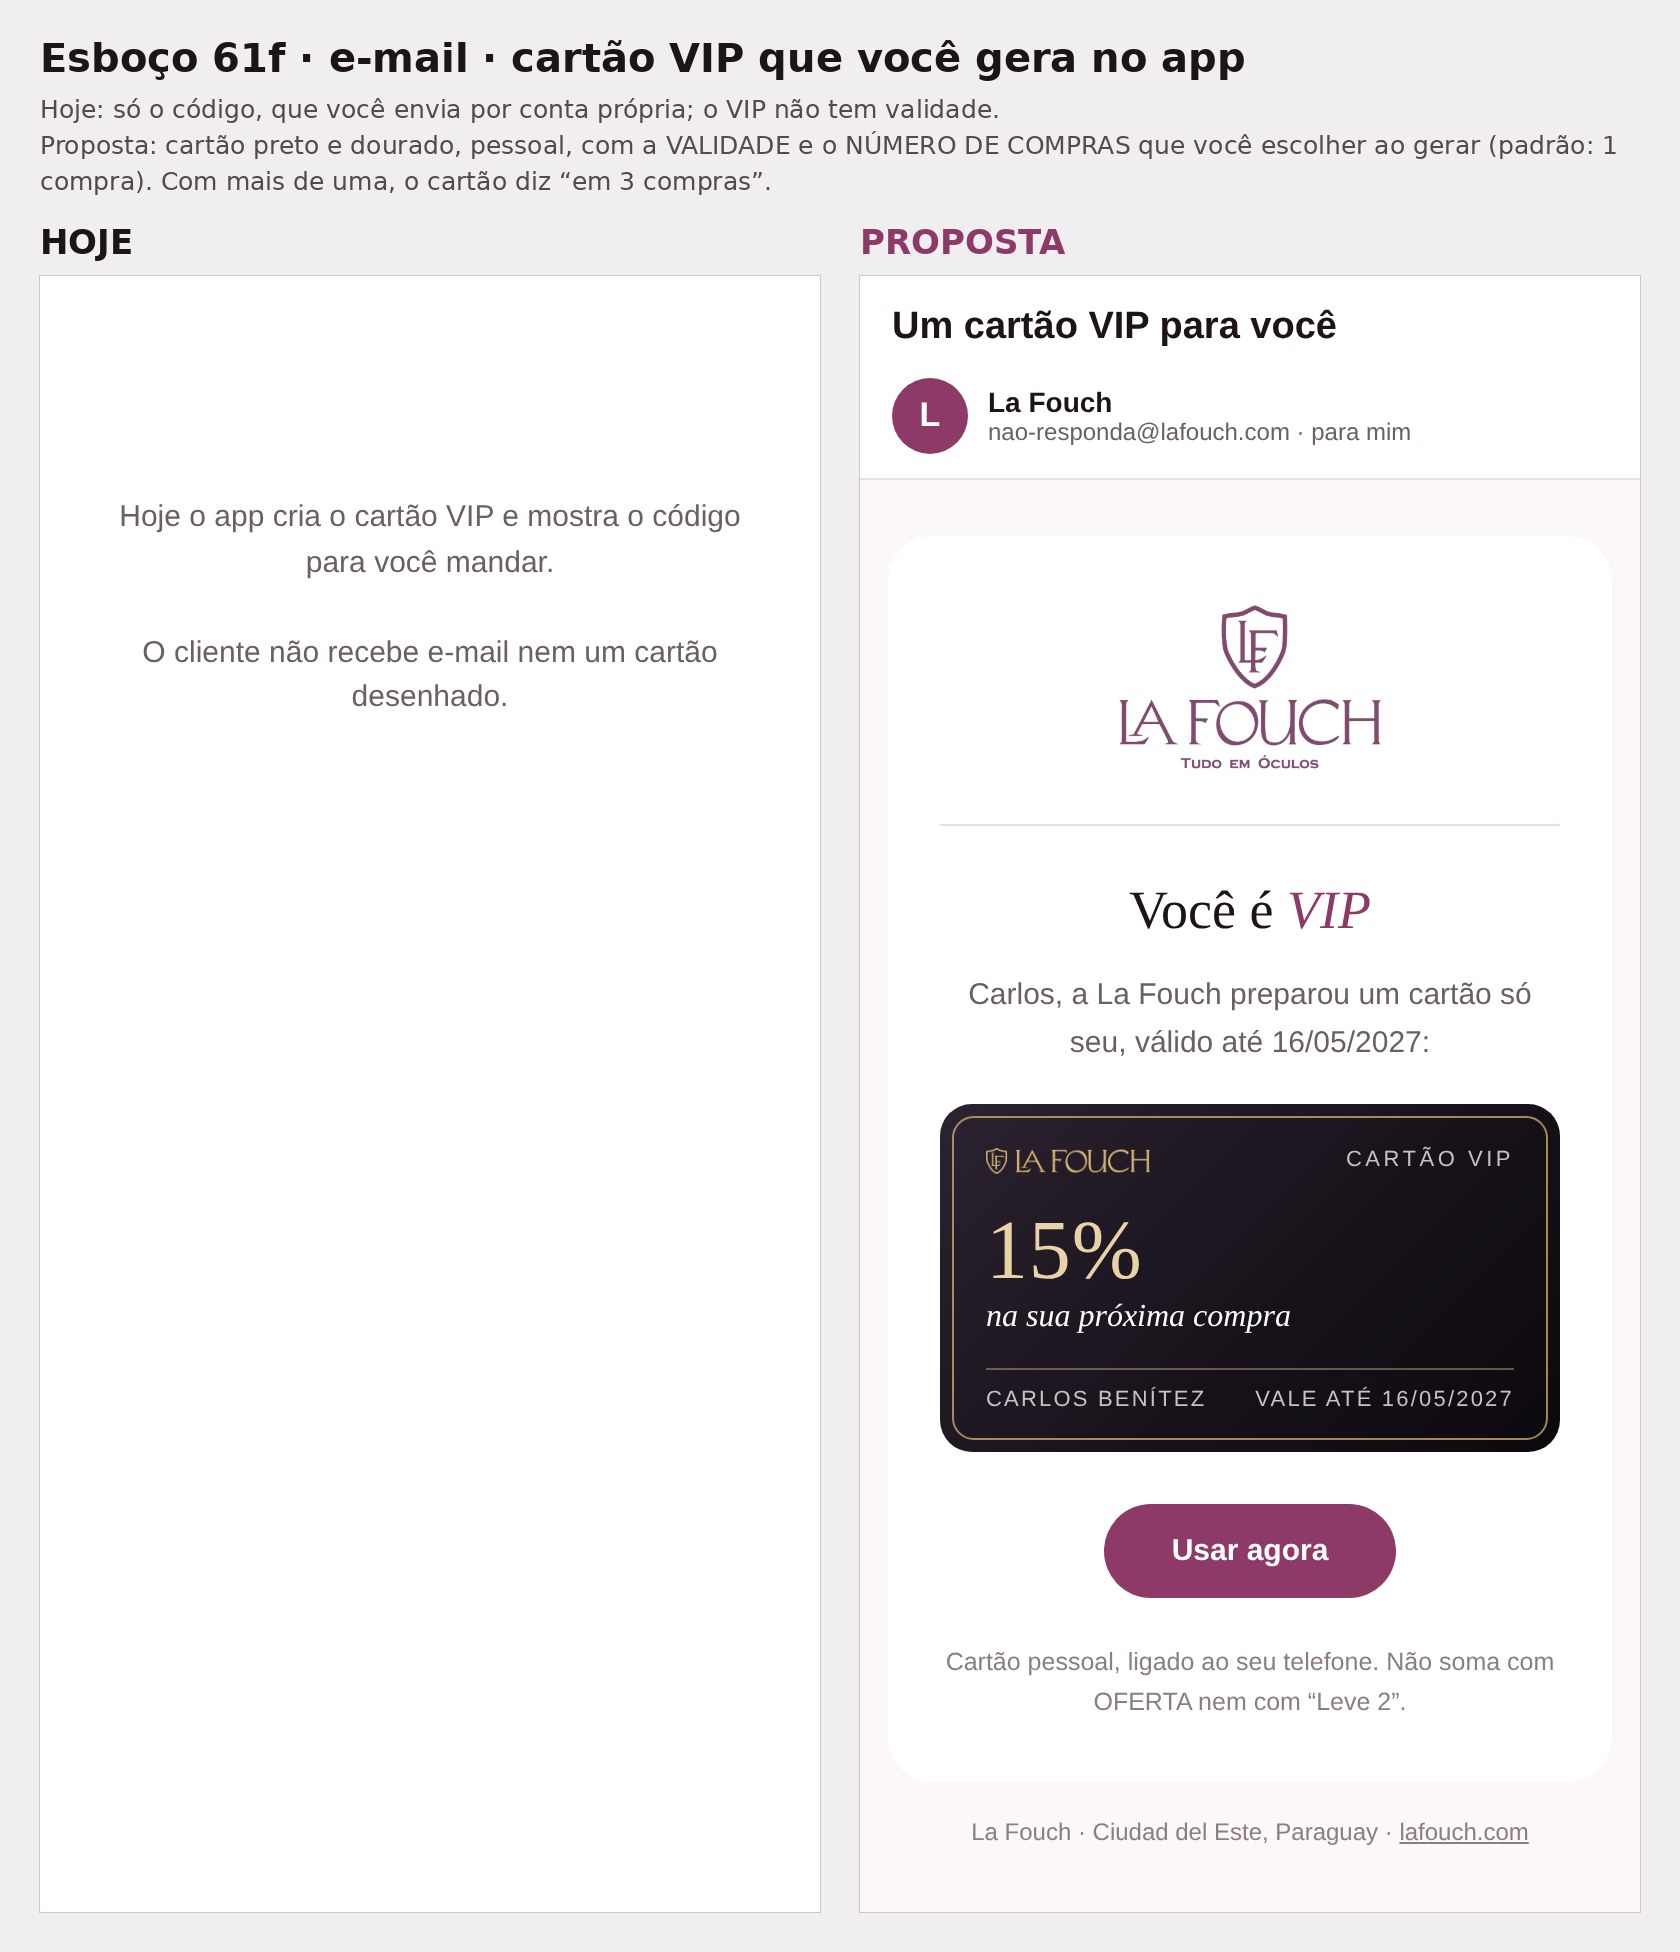 Esboço 61f · e-mail · cartão VIP que você gera no app
Hoje: só o código, que você envia por conta própria; o VIP não tem validade.
Proposta: cartão preto e dourado, pessoal, com a VALIDADE e o NÚMERO DE COMPRAS que você escolher ao gerar (padrão: 1
compra). Com mais de uma, o cartão diz “em 3 compras”.
HOJE
Hoje o app cria o cartão VIP e mostra o código
para você mandar.
O cliente não recebe e-mail nem um cartão
desenhado.
PROPOSTA
Um cartão VIP para você
L
La Fouch
nao-responda@lafouch.com · para mim
LF
LA FOUCH
Tudo em Óculos
Você é VIP
Carlos, a La Fouch preparou um cartão só
seu, válido até 16/05/2027:
LF LA FOUCH
CARTÃO VIP
15%
na sua próxima compra
CARLOS BENÍTEZ
VALE ATÉ 16/05/2027
Usar agora
Cartão pessoal, ligado ao seu telefone. Não soma com
OFERTA nem com “Leve 2”.
La Fouch · Ciudad del Este, Paraguay · lafouch.com